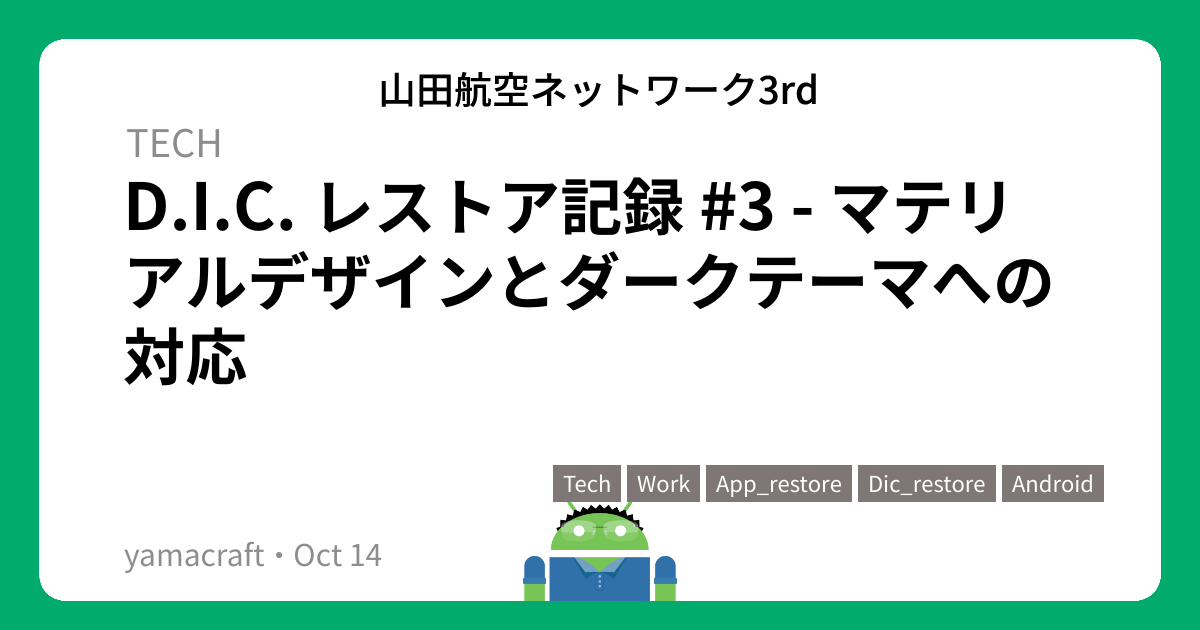 山田航空ネットワーク3rd
TECH
D.I.C. レストア記録 #3 - マテリ
アルデザインとダークテーマへの
対応
Tech Work App_restore Dic_restore Android
yamacraft・Oct 14